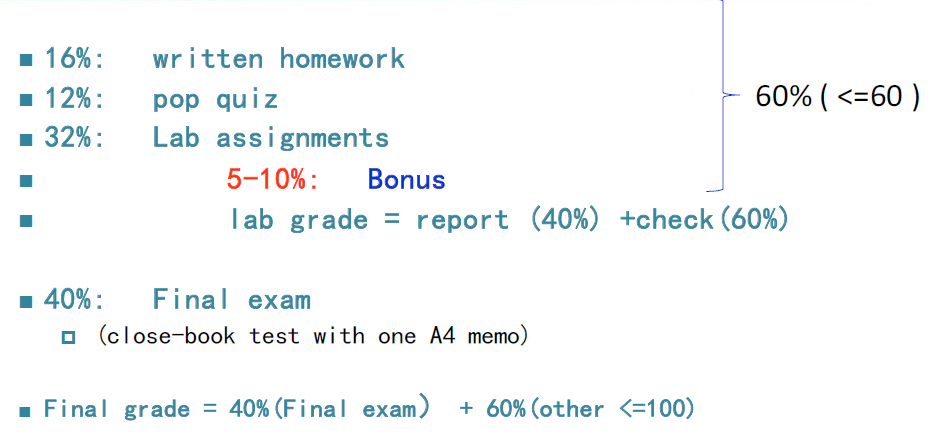 16%: written homework
12%: pop quiz
32%: Lab assignments
5-10%: Bonus
lab grade = report (40%) +check(60%)
60% ( <=60 )
40%: Final exam
(close-book test with one A4 memo)
Final grade = 40%(Final exam) + 60%(other <=100)